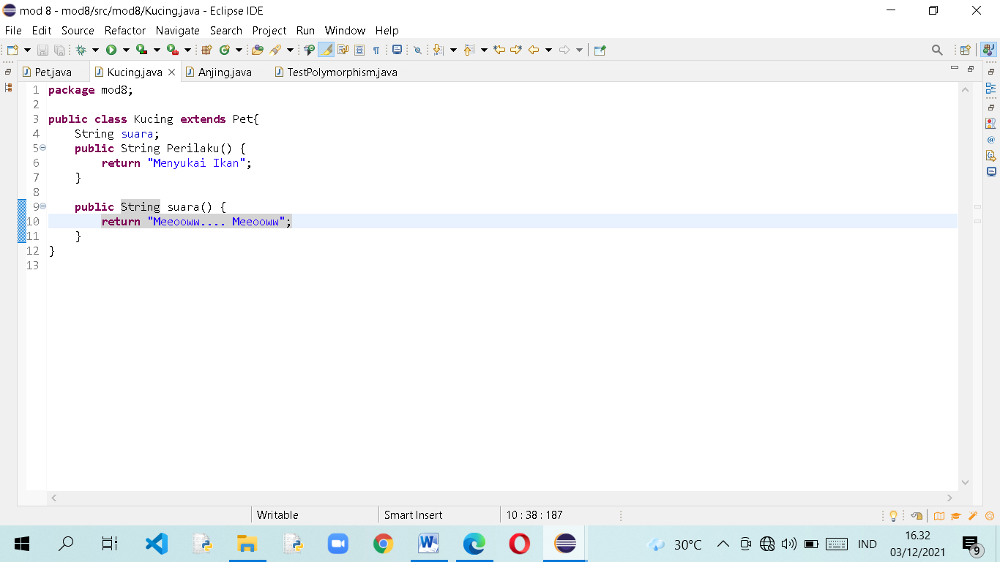 mod 8 - mod8/src/mod8/Kucing.java - Eclipse IDE
File Edit Source Refactor Navigate Search Project Run Window Help
Pet.java Kucing.java Anjing.java TestPolymorphism.java
1 package mod8;
2
3 public class Kucing extends Pet{
4 String suara;
5 public String Perilaku() {
6 return "Menyukai Ikan";
7 }
8
9 public String suara() {
10 return "Meeooww.... Meeooww";
11 }
12 }
13
Writable Smart Insert 10 : 38 : 187
30°C IND 16.32
03/12/2021 9